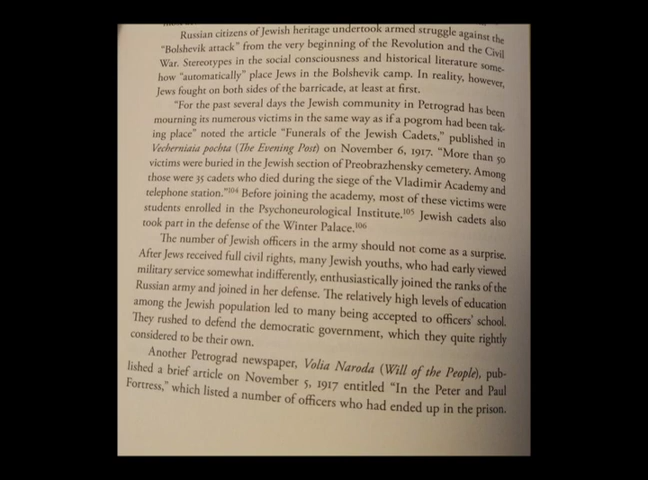 Russian citizens of Jewish heritage undertook armed struggle against the
"Bolshevik attack" from the very beginning of the Revolution and the Civil
War. Stereotypes in the social consciousness and historical literature some-
how "automatically" place Jews in the Bolshevik camp. In reality, however,
Jews fought on both sides of the barricade, at least at first.
"For the past several days the Jewish community in Petrograd has been
mourning its numerous victims in the same way as if a pogrom had been tak-
ing place" noted the article "Funerals of the Jewish Cadets," published in
Vecherniaia pochta (The Evening Post) on November 6, 1917. "More than 50
victims were buried in the Jewish section of Preobrazhensky cemetery. Among
those were 35 cadets who died during the siege of the Vladimir Academy and
telephone station."104 Before joining the academy, most of these victims were
students enrolled in the Psychoneurological Institute.105 Jewish cadets also
took part in the defense of the Winter Palace.106
The number of Jewish officers in the army should not come as a surprise.
After Jews received full civil rights, many Jewish youths, who had early viewed
military service somewhat indifferently, enthusiastically joined the ranks of the
Russian army and joined in her defense. The relatively high levels of education
among the Jewish population led to many being accepted to officers' school.
They rushed to defend the democratic government, which they quite rightly
considered to be their own.
Another Petrograd newspaper, Volia Naroda (Will of the People), pub-
lished a brief article on November 5, 1917 entitled "In the Peter and Paul
Fortress," which listed a number of officers who had ended up in the prison.